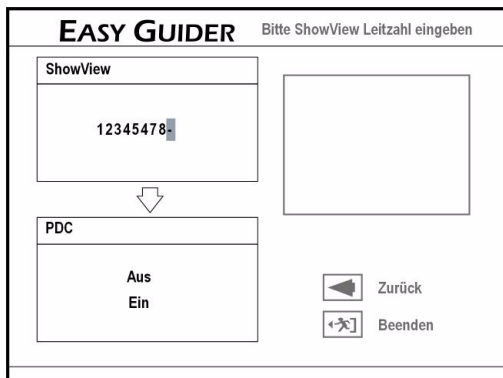 EASY GUIDER Bitte ShowView Leitzahl eingeben
ShowView
12345478-
PDC
Aus
Ein
Zurück
Beenden